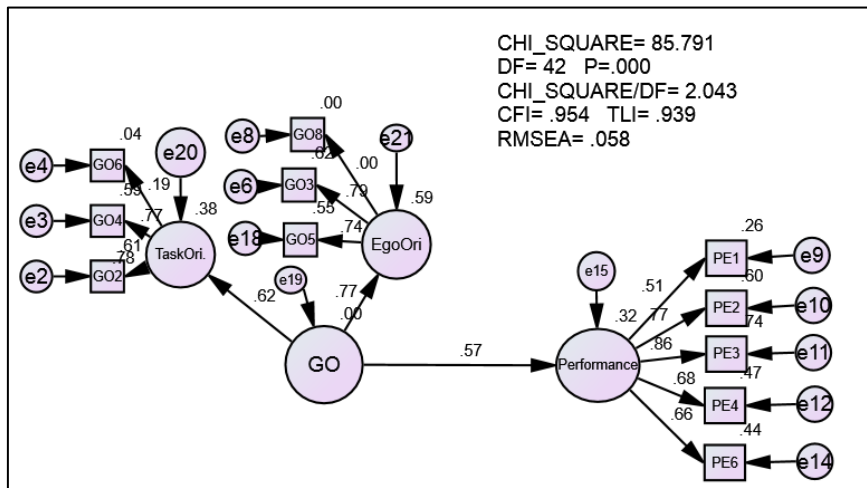 CHI_SQUARE= 85.791
DF= 42 P=.000
CHI_SQUARE/DF= 2.043
CFI= .954 TLI= .939
RMSEA= .058
.00
e8
GO8
e21
.04
e20
.62
.00
e4
GO6
e6
GO3
.79
.59
.59
.19
.55
e3
GO4
.77
.38
e18
GO5
.74
EgoOri
.26
.61
TaskOri.
PE1
e9
e2
GO2
.78
e19
.77
e15
.51
.60
.62
.00
.32
.77
PE2
e10
.74
GO
.57
Performance
.86
PE3
e11
.47
.68
PE4
e12
.66
.44
PE6
e14